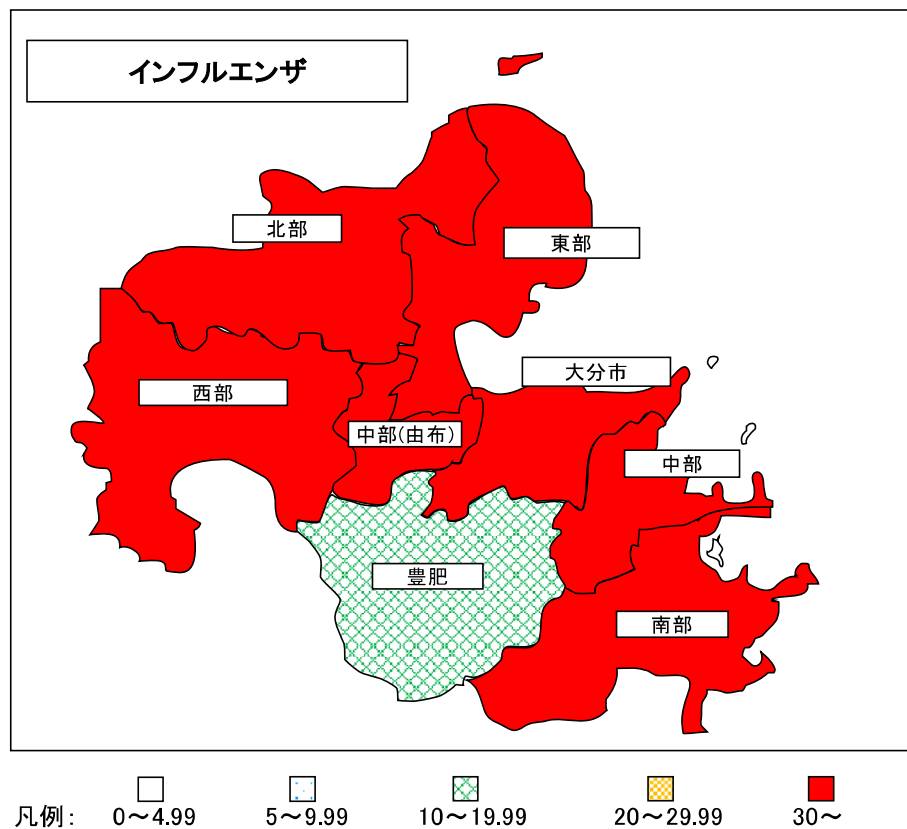 インフルエンザ
北部
東部
大分市
西部
中部(由布)
中部
豊肥
南部
凡例: 0～4.99 5～9.99 10～19.99 20～29.99 30～